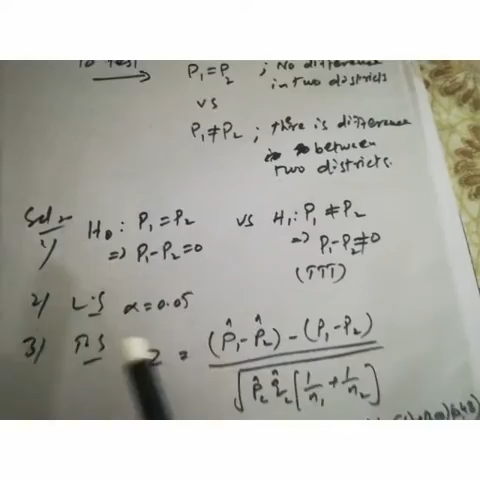 To test P₁=P₂ ; No difference
in two districts
vs
P₁≠P₂ ; there is difference
between
two districts.
Sol:-
1) H₀: P₁=P₂ vs H₁: P₁≠P₂
⇒ P₁-P₂=0 ⇒ P₁-P₂≠0
(TTT)
2) L.S α=0.05
3) T.S Z = (P̂₁-P̂₂)-(P₁-P₂) / √P̂₂q̂₂[1/n₁+1/n₂]